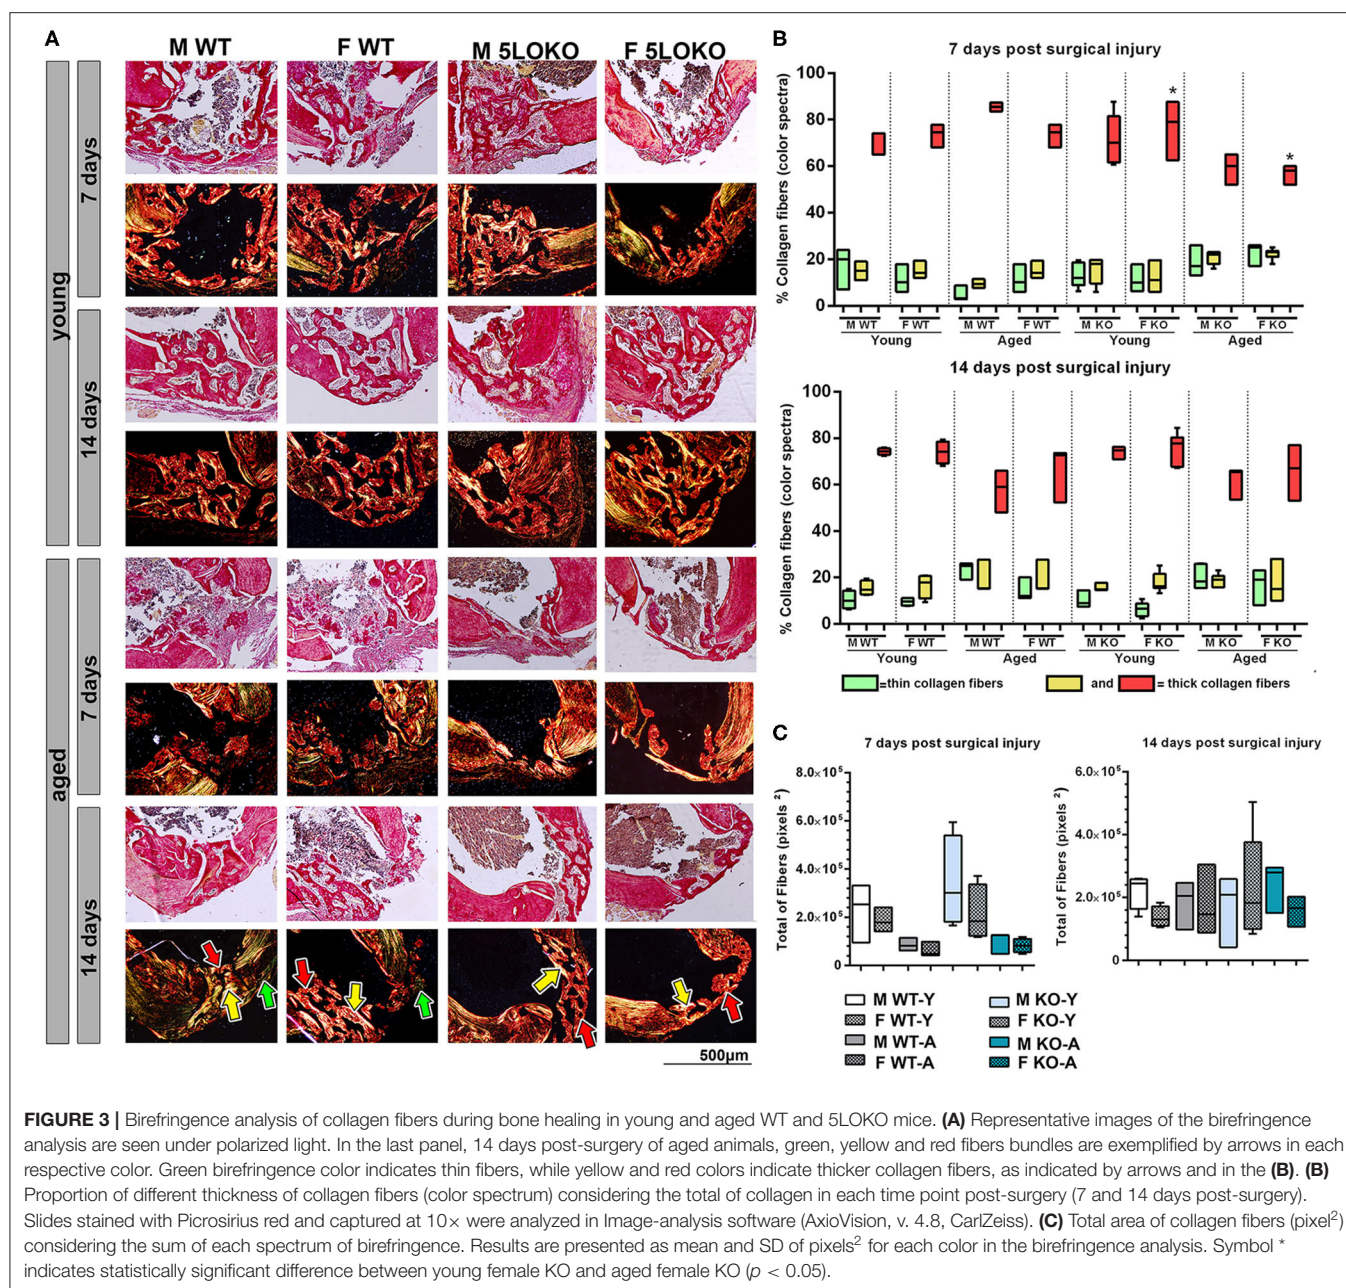 A
M WT
F WT
M 5LOKO
F 5LOKO
young
7 days
14 days
aged
7 days
14 days
500µm
B
7 days post surgical injury
% Collagen fibers (color spectra)
100
80
60
40
20
0
*
*
M WT
F WT
M WT
F WT
M KO
F KO
M KO
F KO
Young
Aged
Young
Aged
14 days post surgical injury
% Collagen fibers (color spectra)
100
80
60
40
20
0
M WT
F WT
M WT
F WT
M KO
F KO
M KO
F KO
Young
Aged
Young
Aged
=thin collagen fibers
and
= thick collagen fibers
C
7 days post surgical injury
Total of Fibers (pixels ²)
8.0×10⁵
6.0×10⁵
4.0×10⁵
2.0×10⁵
0
14 days post surgical injury
Total of Fibers (pixels ²)
6.0×10⁵
4.0×10⁵
2.0×10⁵
0
M WT-Y
F WT-Y
M WT-A
F WT-A
M KO-Y
F KO-Y
M KO-A
F KO-A
FIGURE 3 | Birefringence analysis of collagen fibers during bone healing in young and aged WT and 5LOKO mice. (A) Representative images of the birefringence
analysis are seen under polarized light. In the last panel, 14 days post-surgery of aged animals, green, yellow and red fibers bundles are exemplified by arrows in each
respective color. Green birefringence color indicates thin fibers, while yellow and red colors indicate thicker collagen fibers, as indicated by arrows and in the (B). (B)
Proportion of different thickness of collagen fibers (color spectrum) considering the total of collagen in each time point post-surgery (7 and 14 days post-surgery).
Slides stained with Picrosirius red and captured at 10× were analyzed in Image-analysis software (AxioVision, v. 4.8, CarlZeiss). (C) Total area of collagen fibers (pixel²)
considering the sum of each spectrum of birefringence. Results are presented as mean and SD of pixels² for each color in the birefringence analysis. Symbol *
indicates statistically significant difference between young female KO and aged female KO (p < 0.05).